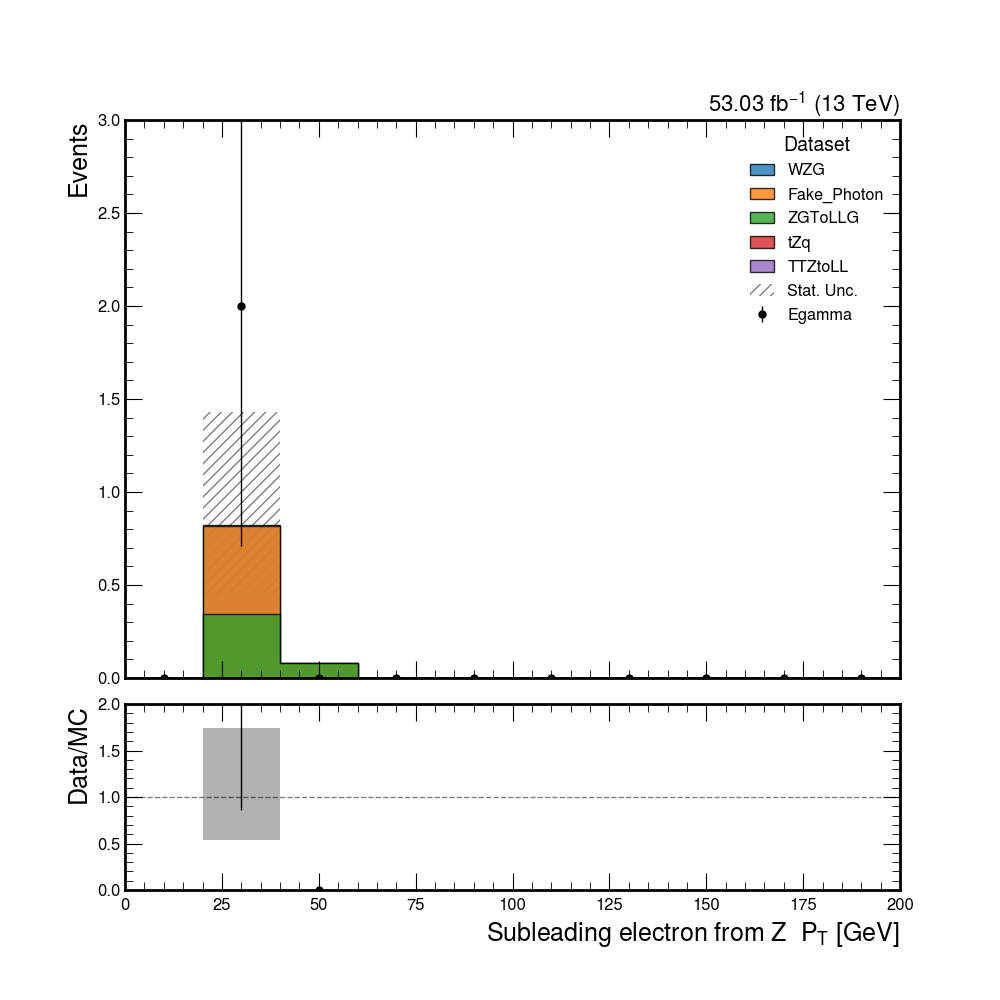 53.03 fb⁻¹ (13 TeV)
Events
3.0
2.5
2.0
1.5
1.0
0.5
0.0
Dataset
WZG
Fake_Photon
ZGToLLG
tZq
TTZtoLL
Stat. Unc.
Egamma
Data/MC
2.0
1.5
1.0
0.5
0.0
0 25 50 75 100 125 150 175 200
Subleading electron from Z P_T [GeV]